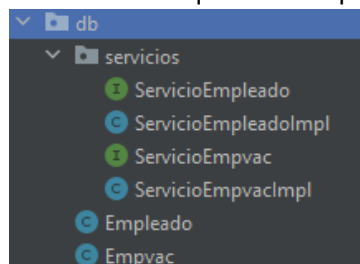 db
servicios
I ServicioEmpleado
C ServicioEmpleadoImpl
I ServicioEmpvac
C ServicioEmpvacImpl
C Empleado
C Empvac